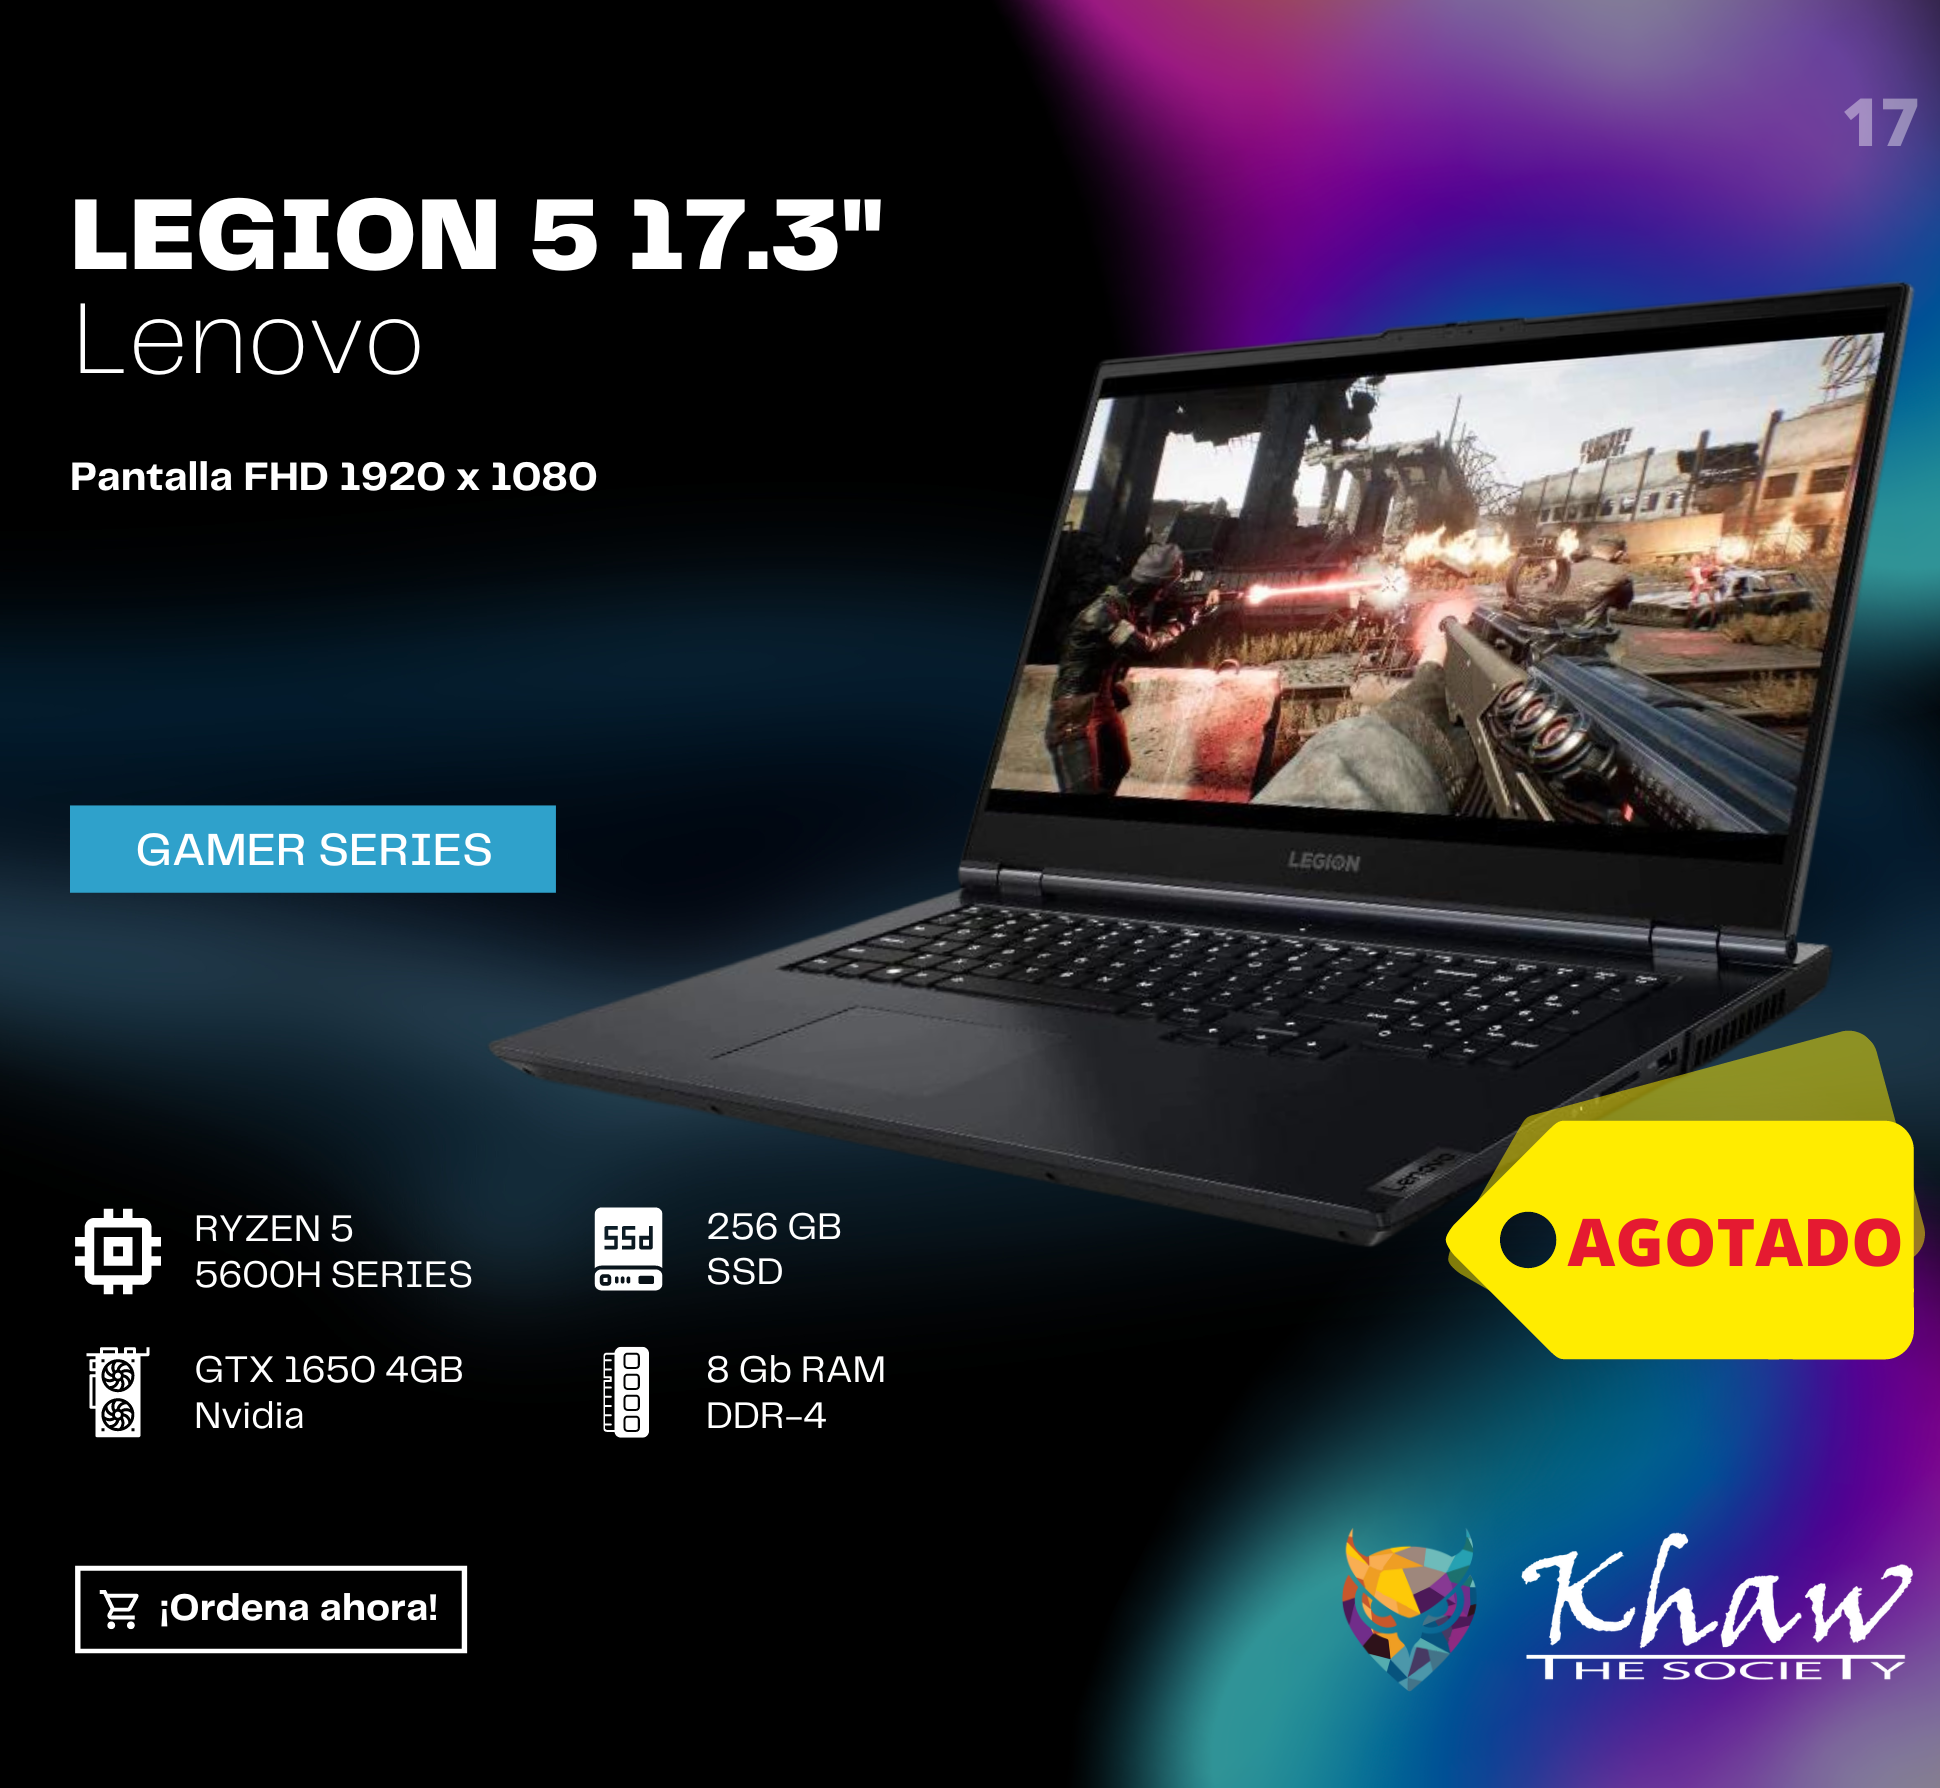 17
LEGION 5 17.3"
Lenovo
Pantalla FHD 1920 x 1080
GAMER SERIES
LEGION
Lenovo
AGOTADO
RYZEN 5
5600H SERIES
ssd
256 GB
SSD
GTX 1650 4GB
Nvidia
8 Gb RAM
DDR-4
¡Ordena ahora!
Khaw
THE SOCIETY